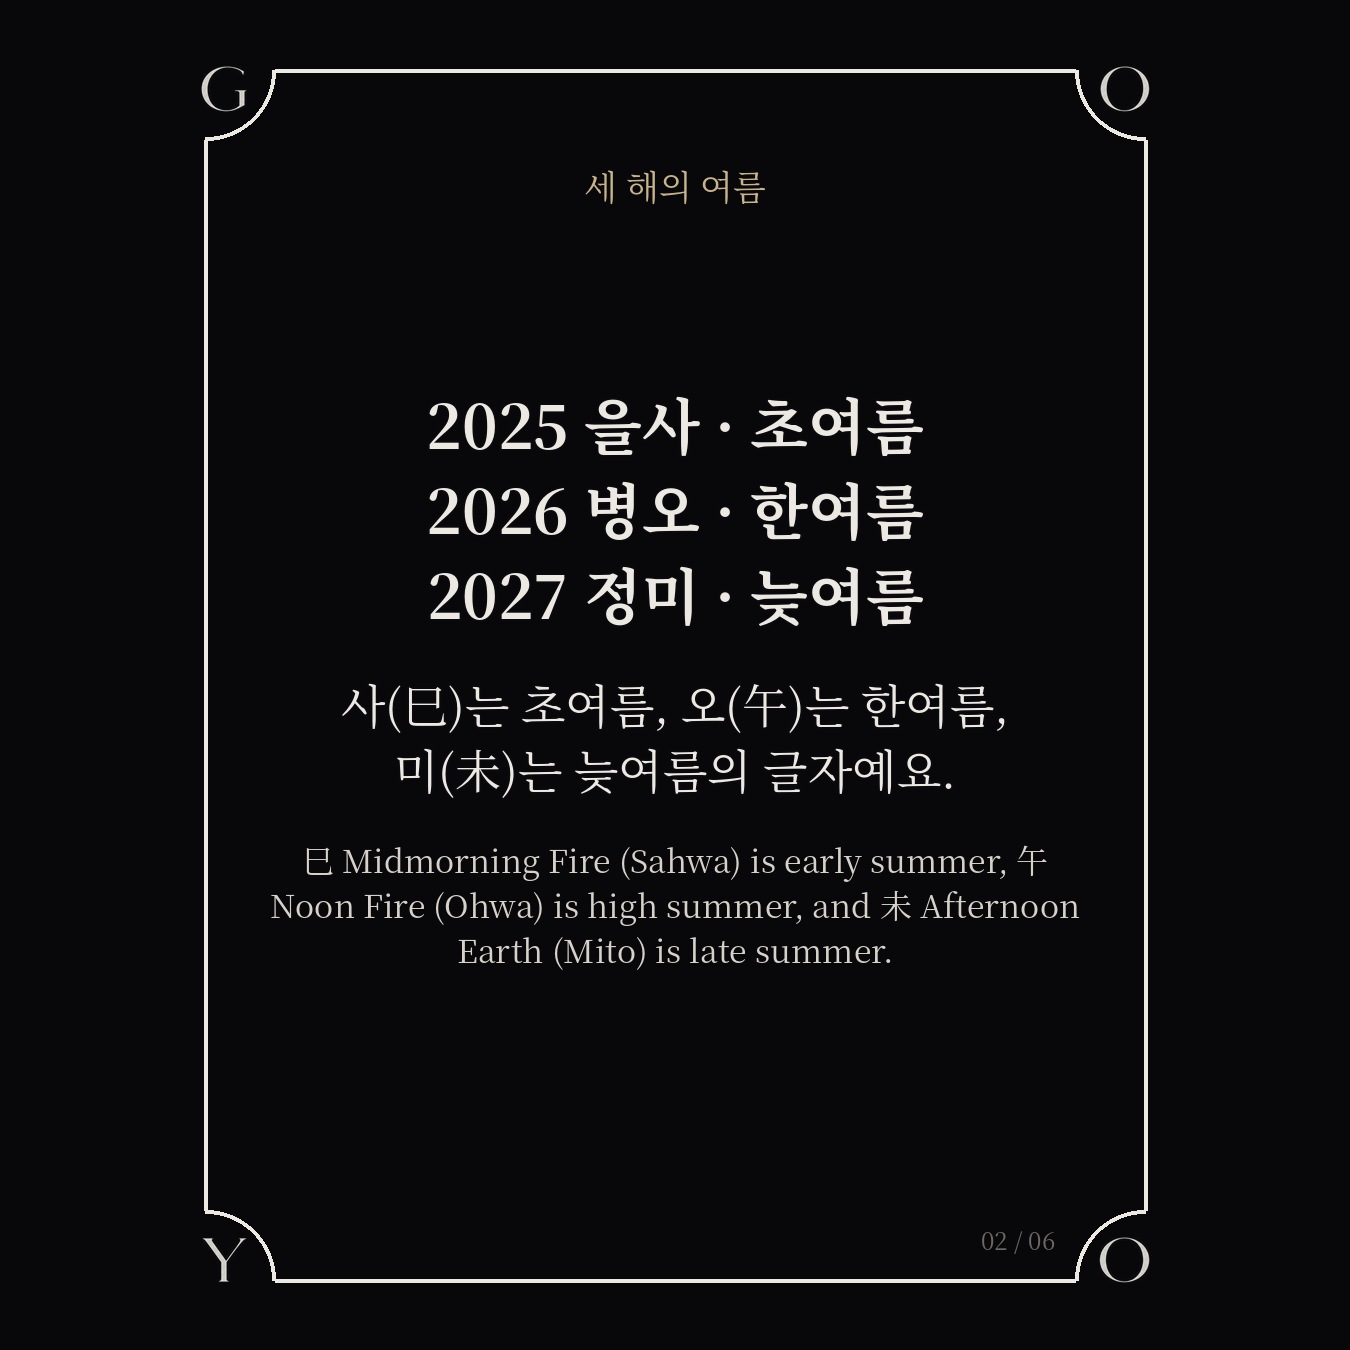 G O
세 해의 여름
2025 을사 · 초여름
2026 병오 · 한여름
2027 정미 · 늦여름
사(巳)는 초여름, 오(午)는 한여름,
미(未)는 늦여름의 글자예요.
巳 Midmorning Fire (Sahwa) is early summer, 午
Noon Fire (Ohwa) is high summer, and 未 Afternoon
Earth (Mito) is late summer.
02 / 06
Y O